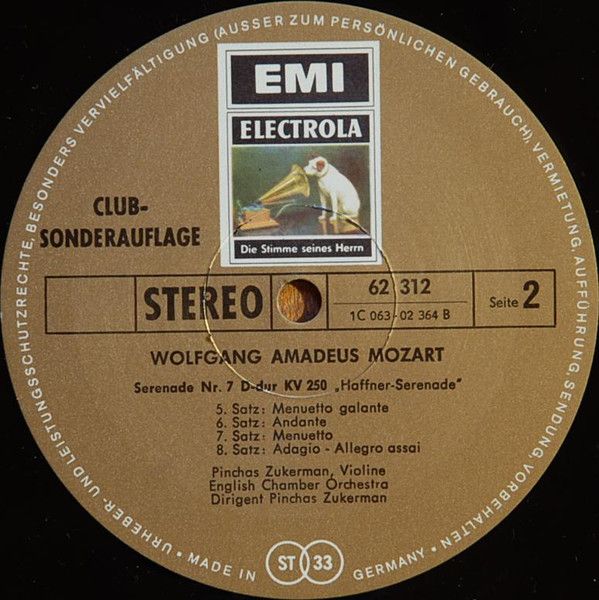 URHEBER- UND LEISTUNGSSCHUTZRECHTE, BESONDERS VERVIELFÄLTIGUNG (AUSSER ZUM PERSÖNLICHEN GEBRAUCH), VERMIETUNG, AUFFÜHRUNG, SENDUNG VORBEHALTEN
EMI
ELECTROLA
Die Stimme seines Herrn
CLUB-
SONDERAUFLAGE
STEREO
62 312
1C 063-02 364 B
Seite 2
WOLFGANG AMADEUS MOZART
Serenade Nr. 7 D-dur KV 250 „Haffner-Serenade"
5. Satz: Menuetto galante
6. Satz: Andante
7. Satz: Menuetto
8. Satz: Adagio - Allegro assai
Pinchas Zukerman, Violine
English Chamber Orchestra
Dirigent Pinchas Zukerman
• MADE IN ST 33 GERMANY •